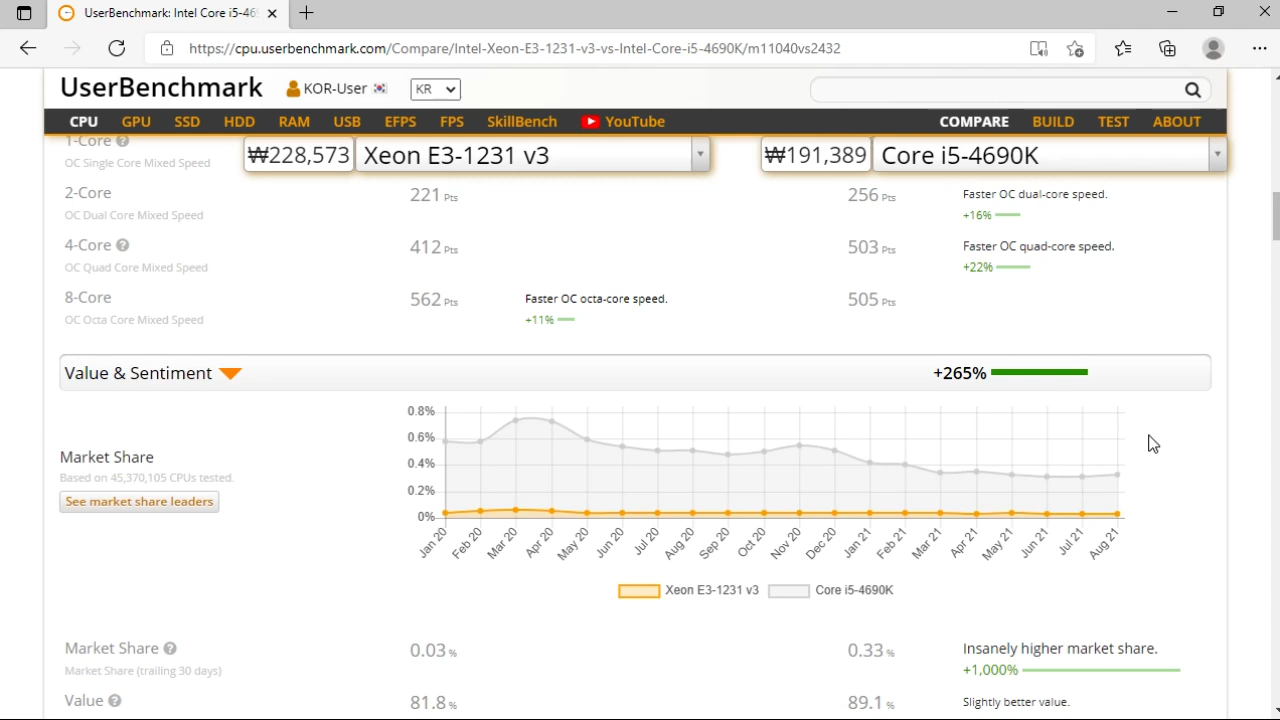 UserBenchmark: Intel Core i5-46
https://cpu.userbenchmark.com/Compare/Intel-Xeon-E3-1231-v3-vs-Intel-Core-i5-4690K/m11040vs2432
UserBenchmark KOR-User KR
CPU GPU SSD HDD RAM USB EFPS FPS SkillBench YouTube COMPARE BUILD TEST ABOUT
1-Core
OC Single Core Mixed Speed
₩228,573 Xeon E3-1231 v3 ₩191,389 Core i5-4690K
2-Core 221 Pts 256 Pts Faster OC dual-core speed.
OC Dual Core Mixed Speed +16%
4-Core 412 Pts 503 Pts Faster OC quad-core speed.
OC Quad Core Mixed Speed +22%
8-Core 562 Pts Faster OC octa-core speed. 505 Pts
OC Octa Core Mixed Speed +11%
Value & Sentiment +265%
0.8%
0.6%
0.4%
0.2%
0%
Market Share
Based on 45,370,105 CPUs tested.
See market share leaders
Jan 20 Feb 20 Mar 20 Apr 20 May 20 Jun 20 Jul 20 Aug 20 Sep 20 Oct 20 Nov 20 Dec 20 Jan 21 Feb 21 Mar 21 Apr 21 May 21 Jun 21 Jul 21 Aug 21
Xeon E3-1231 v3 Core i5-4690K
Market Share 0.03 % 0.33 % Insanely higher market share.
Market Share (trailing 30 days) +1,000%
Value 81.8 % 89.1 % Slightly better value.